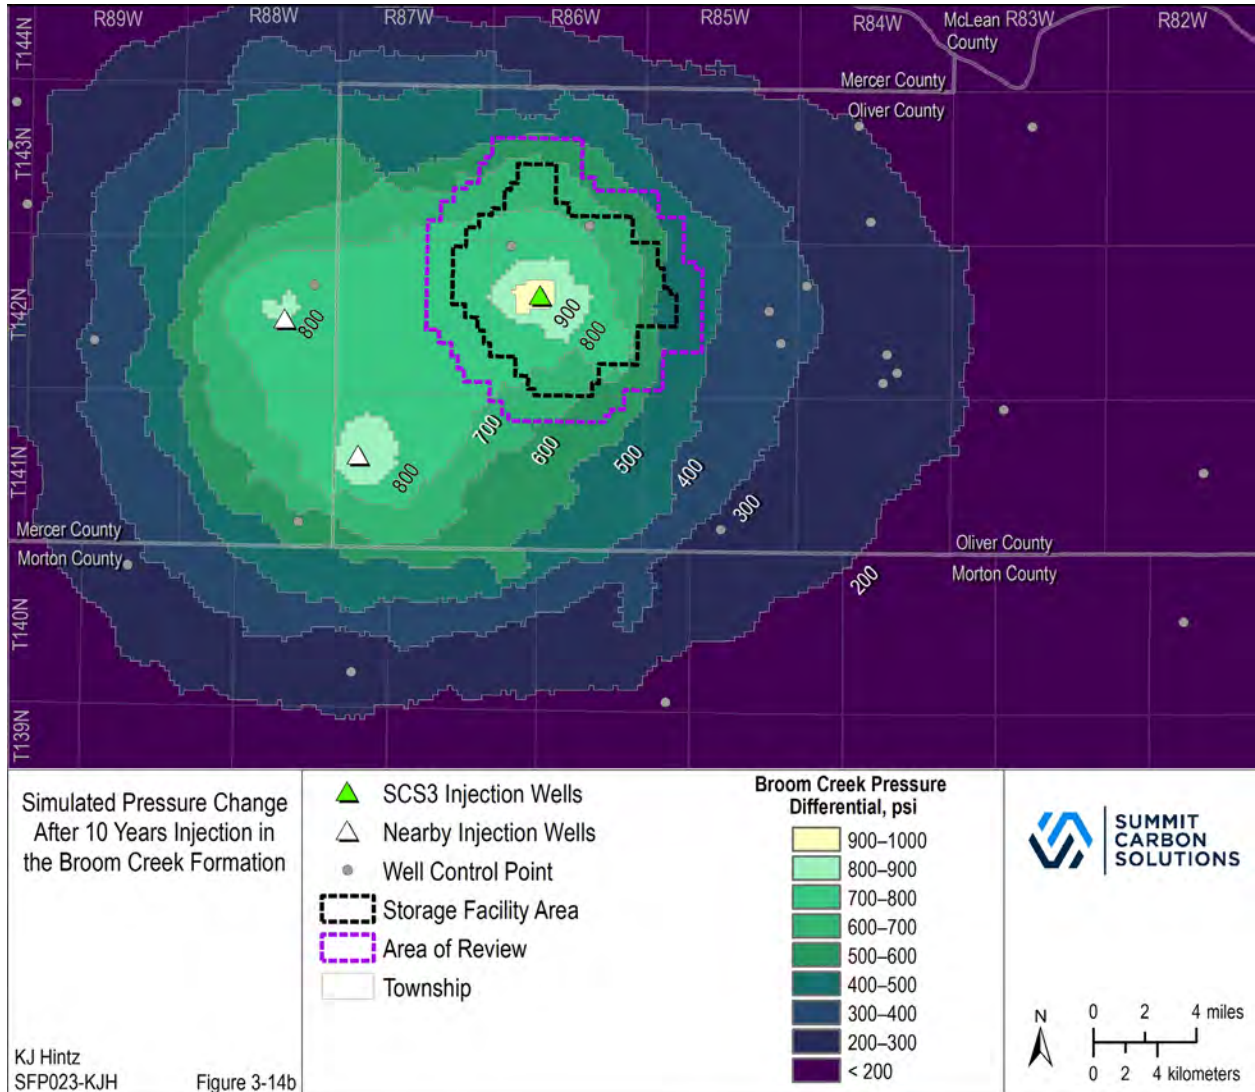 R89W
R88W
R87W
R86W
R85W
R84W
McLean
County
R83W
R82W
T144N
Mercer County
Oliver County
T143N
T142N
900
800
800
800
700
600
500
400
300
200
T141N
Mercer County
Morton County
Oliver County
Morton County
T140N
T139N
Simulated Pressure Change
After 10 Years Injection in
the Broom Creek Formation
KJ Hintz
SFP023-KJH
Figure 3-14b
SCS3 Injection Wells
Nearby Injection Wells
Well Control Point
Storage Facility Area
Area of Review
Township
Broom Creek Pressure
Differential, psi
900–1000
800–900
700–800
600–700
500–600
400–500
300–400
200–300
< 200
SUMMIT
CARBON
SOLUTIONS
N
0 2 4 miles
0 2 4 kilometers